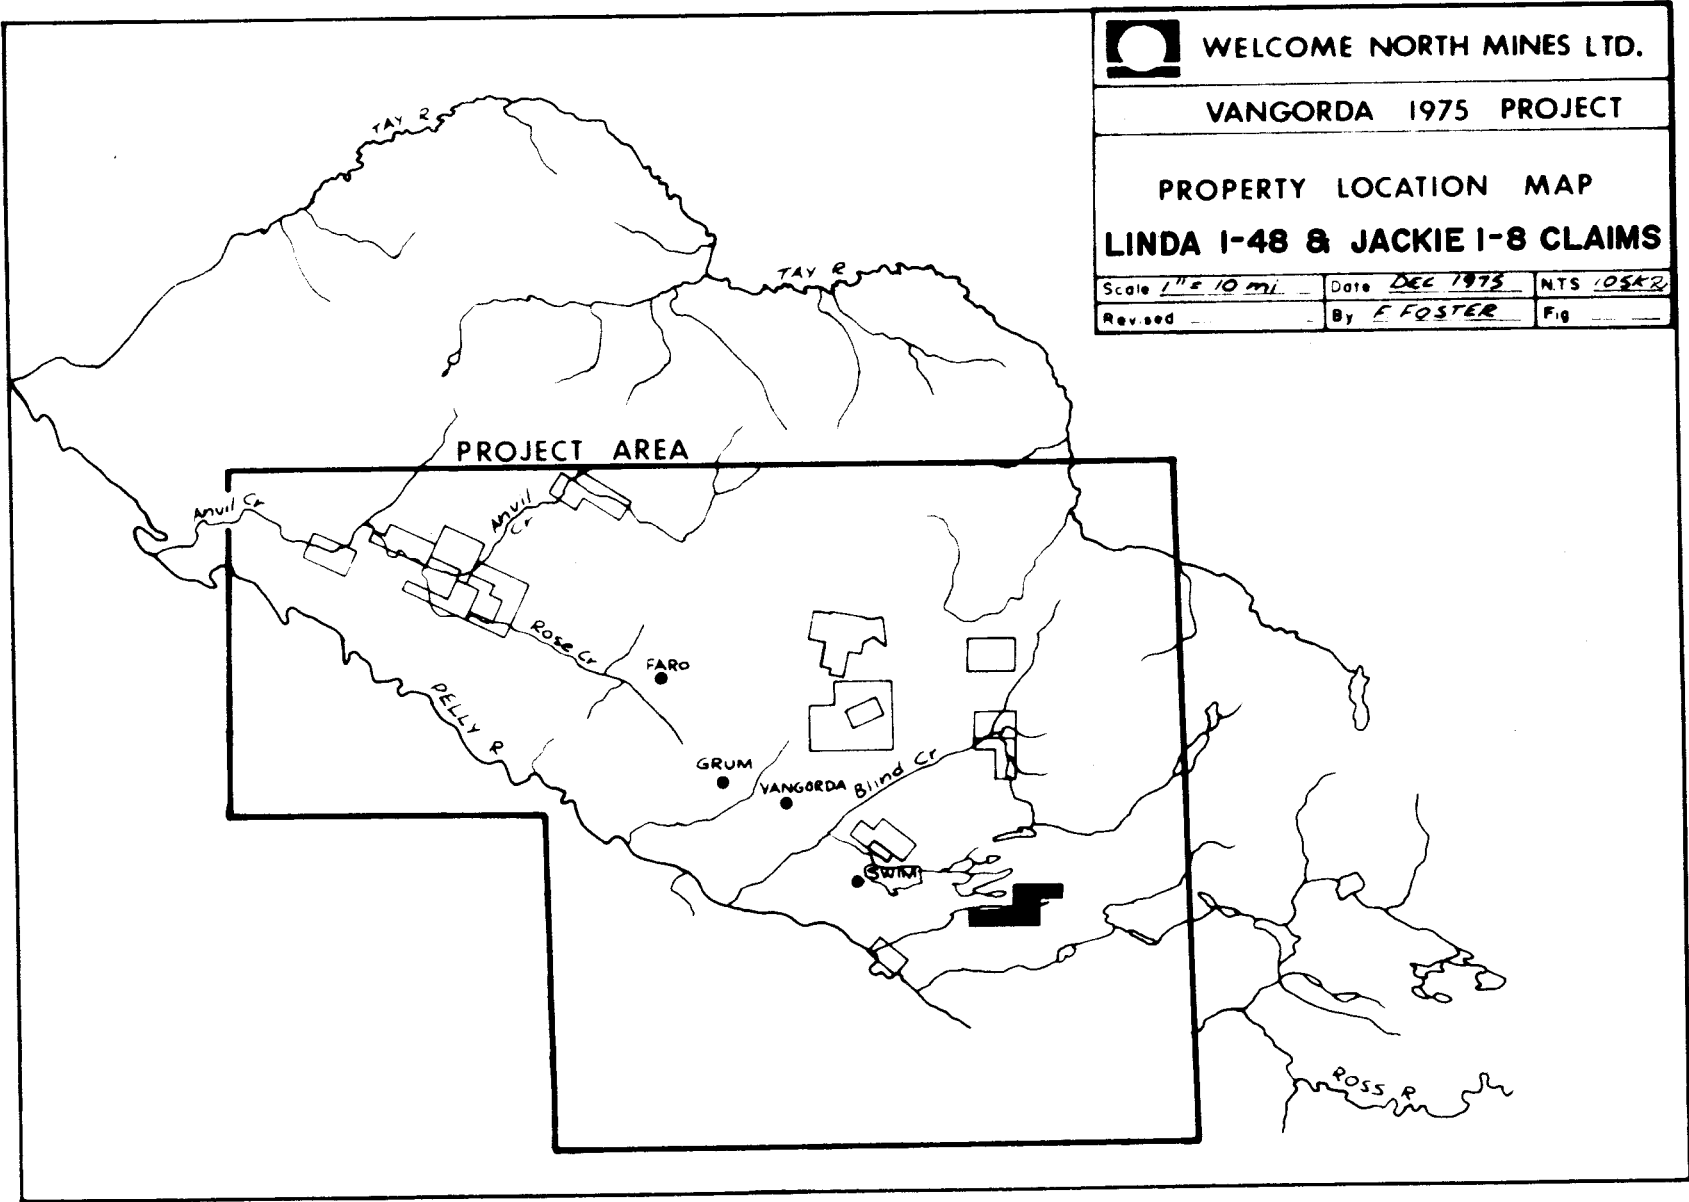 WELCOME NORTH MINES LTD.
VANGORDA 1975 PROJECT
PROPERTY LOCATION MAP
LINDA 1-48 & JACKIE 1-8 CLAIMS
Scale 1" = 10 mi Date DEC 1975 NTS 105K2
Revised By F FOSTER Fig
TAY R
TAY R
PROJECT AREA
Anvil Cr
Anvil Cr
Rose Cr
FARO
PELLY R
GRUM
VANGORDA
Blind Cr
SWIM
ROSS R